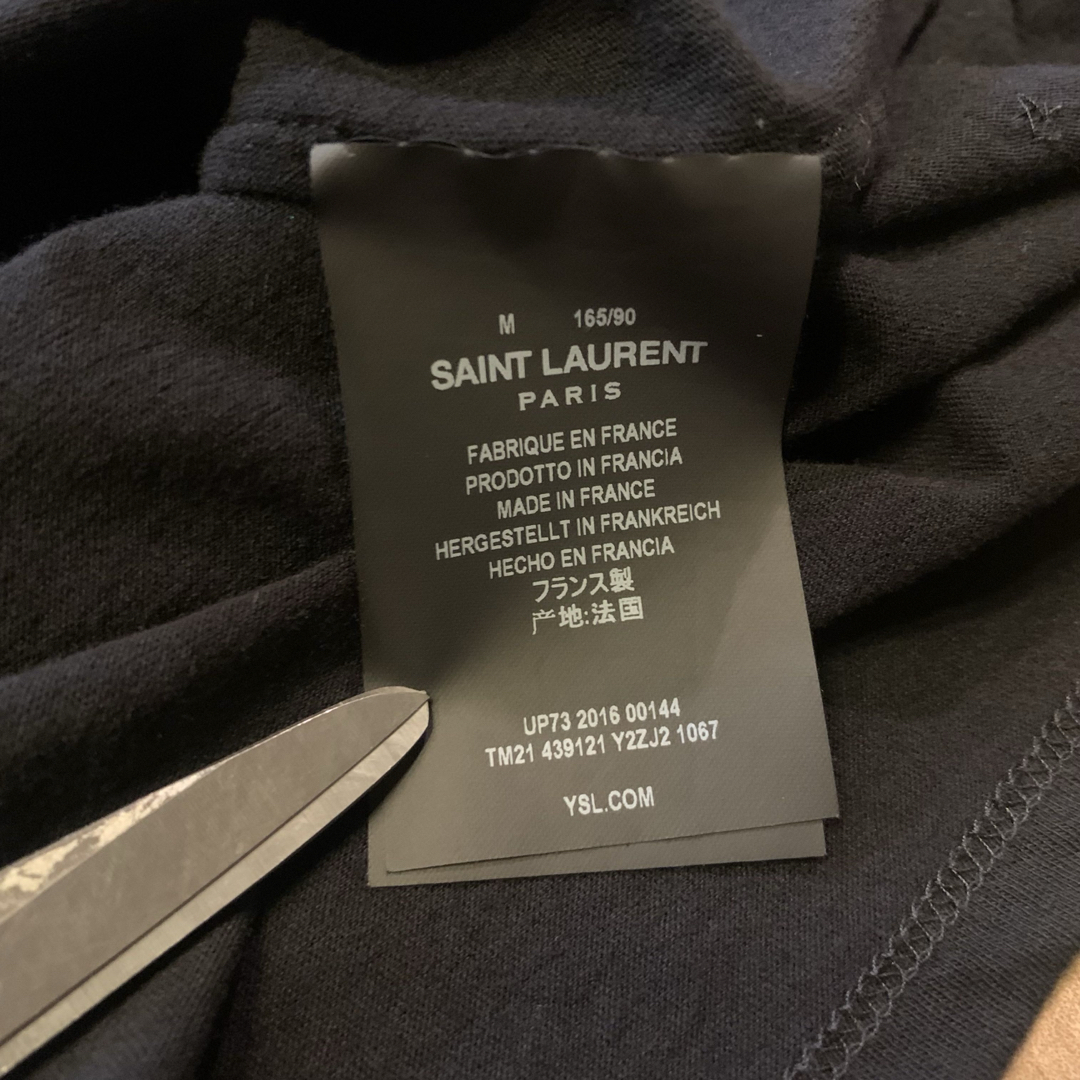 M 165/90
SAINT LAURENT
PARIS
FABRIQUE EN FRANCE
PRODOTTO IN FRANCIA
MADE IN FRANCE
HERGESTELLT IN FRANKREICH
HECHO EN FRANCIA
フランス製
产地:法国
UP73 2016 00144
TM21 439121 Y2ZJ2 1067
YSL.COM